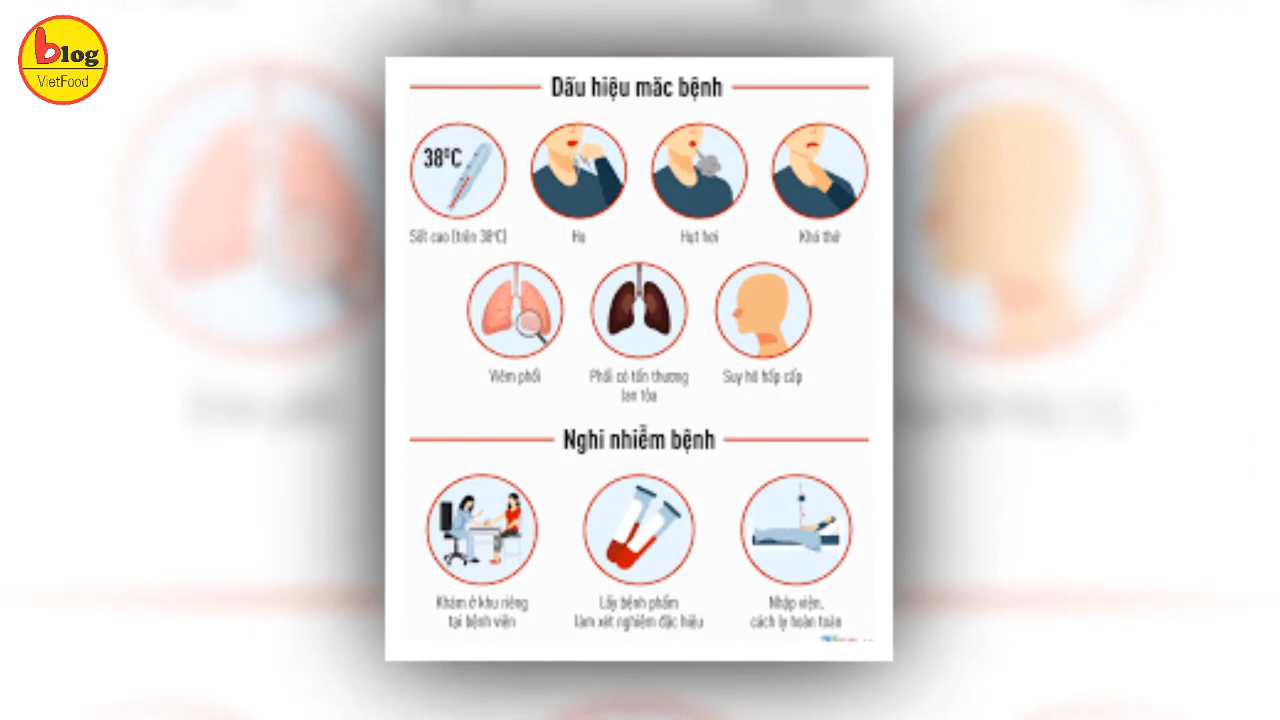 blog
VietFood
Dấu hiệu mắc bệnh
38°C
Sốt cao (trên 38°C)
Ho
Hụt hơi
Khó thở
Viêm phổi
Phổi có tổn thương
lan tỏa
Suy hô hấp cấp
Nghi nhiễm bệnh
Khám ở khu riêng
tại bệnh viện
Lấy bệnh phẩm
làm xét nghiệm đặc hiệu
Nhập viện,
cách ly hoàn toàn